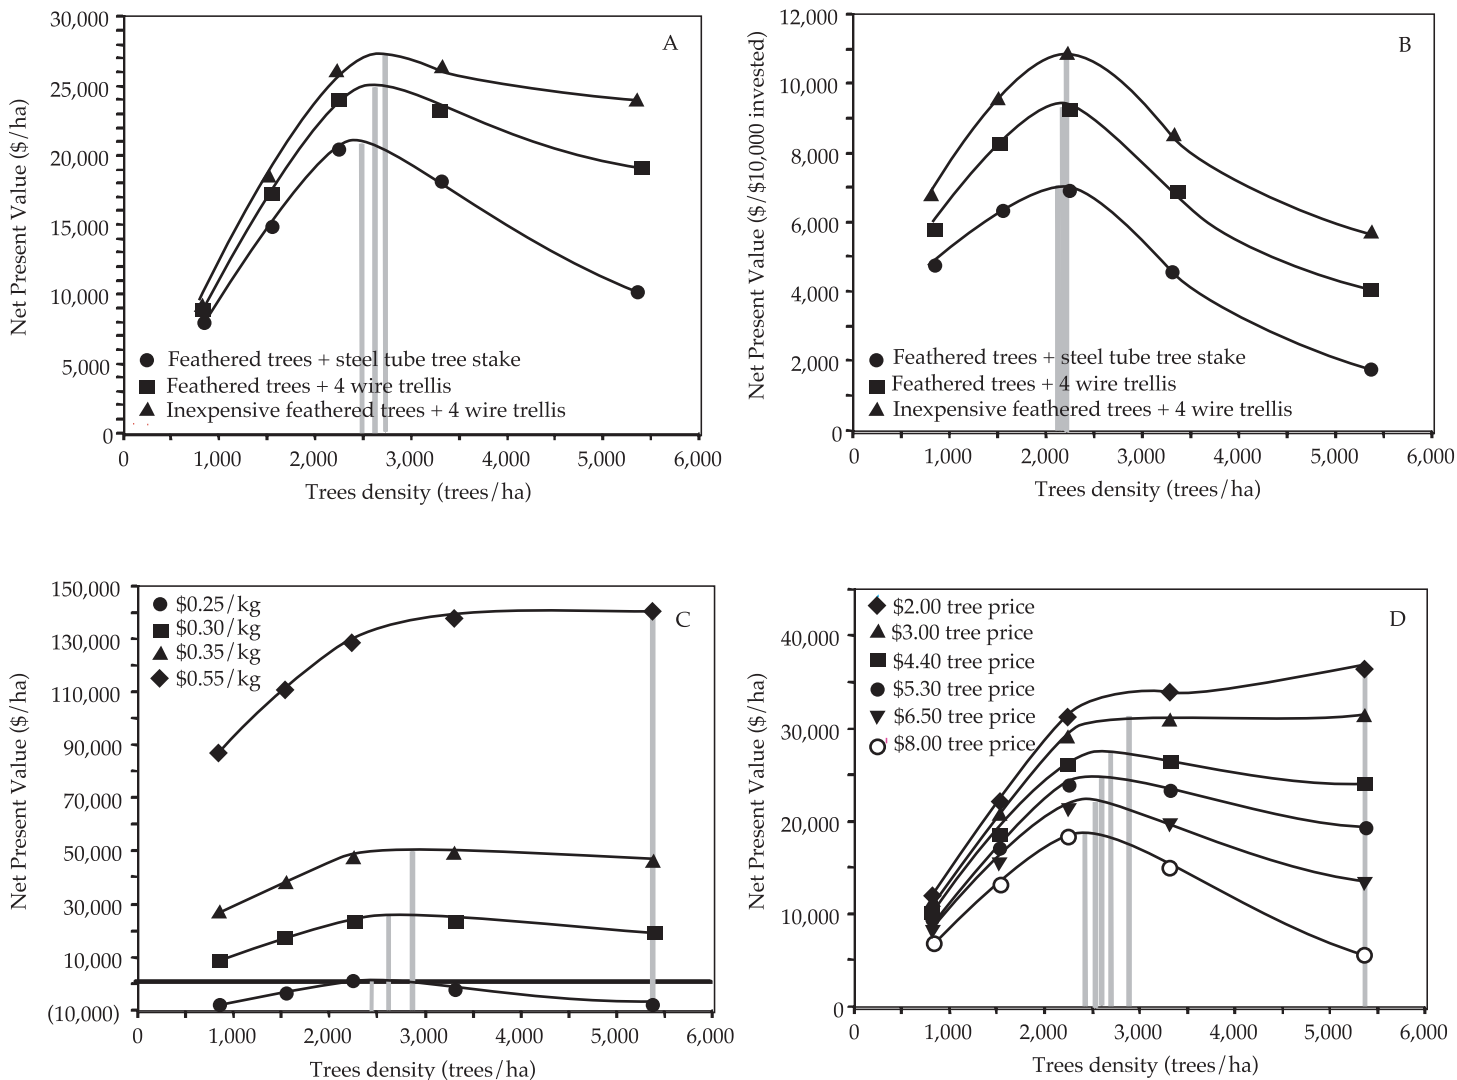 A
Net Present Value ($/ha)
30,000
25,000
20,000
15,000
10,000
5,000
0
Feathered trees + steel tube tree stake
Feathered trees + 4 wire trellis
Inexpensive feathered trees + 4 wire trellis
0 1,000 2,000 3,000 4,000 5,000 6,000
Trees density (trees/ha)
B
Net Present Value ($/$10,000 invested)
12,000
10,000
8,000
6,000
4,000
2,000
0
Feathered trees + steel tube tree stake
Feathered trees + 4 wire trellis
Inexpensive feathered trees + 4 wire trellis
0 1,000 2,000 3,000 4,000 5,000 6,000
Trees density (trees/ha)
C
Net Present Value ($/ha)
150,000
130,000
110,000
90,000
70,000
50,000
30,000
10,000
(10,000)
$0.25/kg
$0.30/kg
$0.35/kg
$0.55/kg
0 1,000 2,000 3,000 4,000 5,000 6,000
Trees density (trees/ha)
D
Net Present Value ($/ha)
40,000
30,000
20,000
10,000
0
$2.00 tree price
$3.00 tree price
$4.40 tree price
$5.30 tree price
$6.50 tree price
$8.00 tree price
0 1,000 2,000 3,000 4,000 5,000 6,000
Trees density (trees/ha)